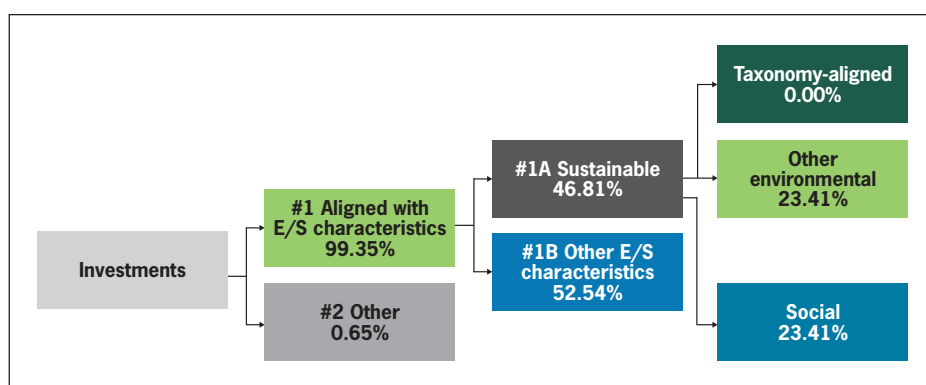 Investments
#1 Aligned with
E/S characteristics
99.35%
#2 Other
0.65%
#1A Sustainable
46.81%
#1B Other E/S
characteristics
52.54%
Taxonomy-aligned
0.00%
Other
environmental
23.41%
Social
23.41%